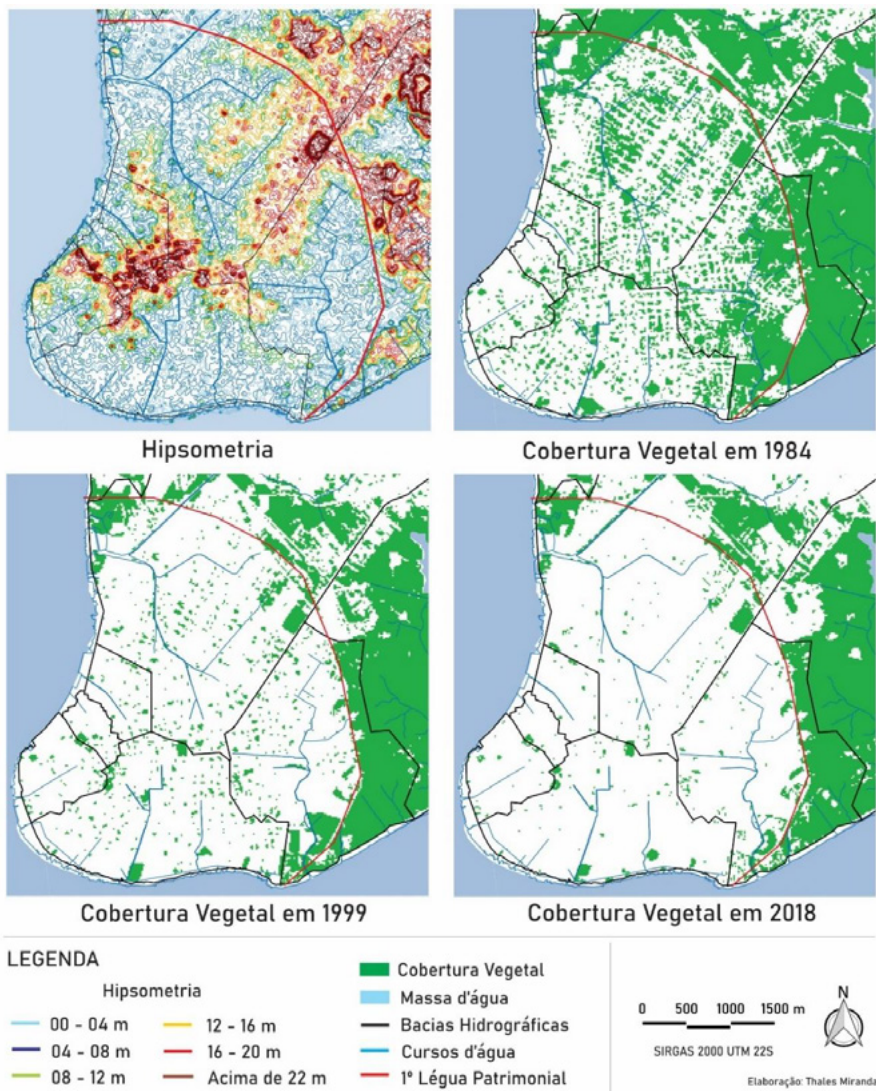 Hipsometria
Cobertura Vegetal em 1984
Cobertura Vegetal em 1999
Cobertura Vegetal em 2018
LEGENDA
Hipsometria
00 - 04 m
04 - 08 m
08 - 12 m
12 - 16 m
16 - 20 m
Acima de 22 m
Cobertura Vegetal
Massa d'água
Bacias Hidrográficas
Cursos d'água
1º Légua Patrimonial
0 500 1000 1500 m
SIRGAS 2000 UTM 22S
N
Elaboração: Thales Miranda